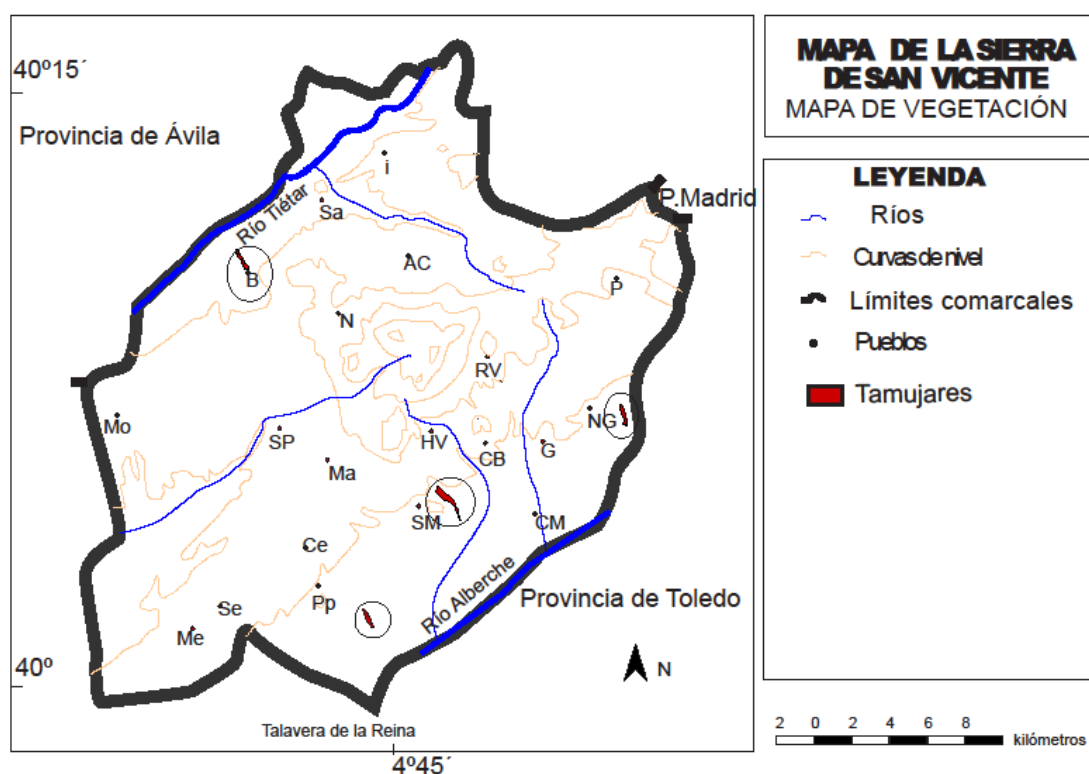 MAPA DE LA SIERRA
DE SAN VICENTE
MAPA DE VEGETACIÓN
40º15´
Provincia de Ávila
i
P.Madrid
Río Tiétar
Sa
AC
B
P
N
RV
Mo
NG
SP
HV
CB
G
Ma
SM
CM
Ce
Río Alberche
Pp
Provincia de Toledo
Se
Me
40º
N
Talavera de la Reina
4º45´
LEYENDA
Ríos
Curvas de nivel
Límites comarcales
Pueblos
Tamujares
2 0 2 4 6 8
kilómetros